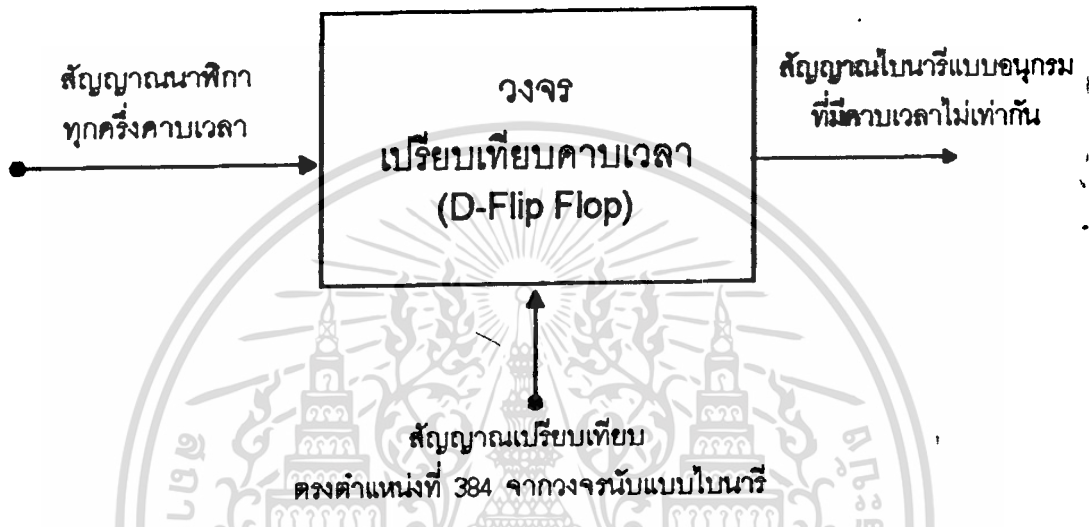 สัญญาณนาฬิกา
ทุกครึ่งคาบเวลา
วงจร
เปรียบเทียบคาบเวลา
(D-Flip Flop)
สัญญาณไบนารีแบบอนุกรม
ที่มีคาบเวลาไม่เท่ากัน
สัญญาณเปรียบเทียบ
ตรงตำแหน่งที่ 384 จากวงจรนับแบบไบนารี